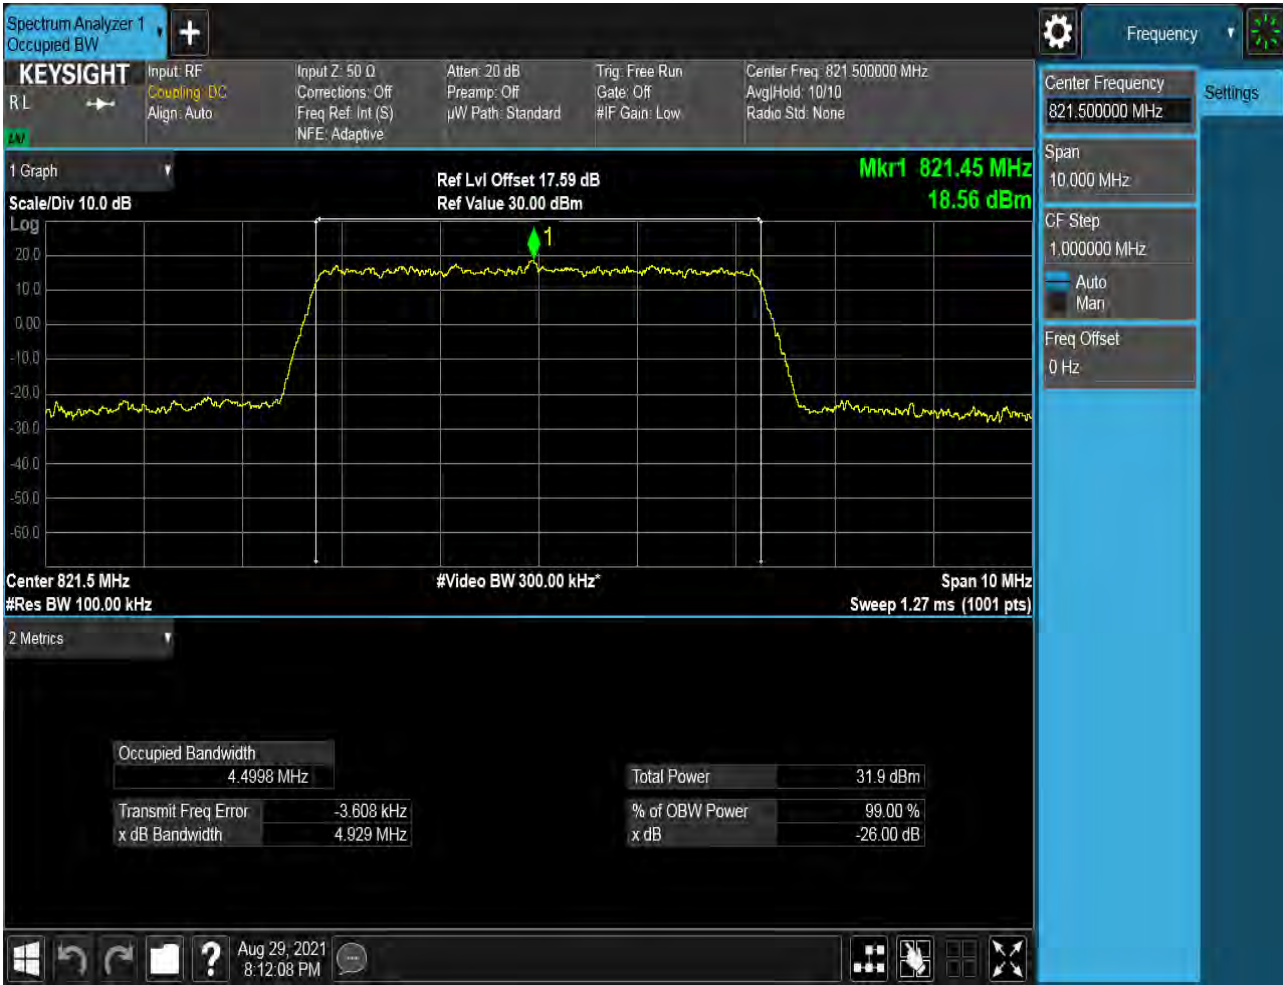 Spectrum Analyzer 1
Occupied BW
+
Frequency
KEYSIGHT
R L
LXI
Input: RF
Coupling: DC
Align: Auto
Input Z: 50 Ω
Corrections: Off
Freq Ref: Int (S)
NFE: Adaptive
Atten: 20 dB
Preamp: Off
µW Path: Standard
Trig: Free Run
Gate: Off
#IF Gain: Low
Center Freq: 821.500000 MHz
Avg|Hold: 10/10
Radio Std: None
Center Frequency
821.500000 MHz
Settings
Span
10.000 MHz
CF Step
1.000000 MHz
Auto
Man
Freq Offset
0 Hz
1 Graph
Scale/Div 10.0 dB
Ref Lvl Offset 17.59 dB
Ref Value 30.00 dBm
Mkr1 821.45 MHz
18.56 dBm
Log
1
20.0
10.0
0.00
-10.0
-20.0
-30.0
-40.0
-50.0
-60.0
Center 821.5 MHz
#Res BW 100.00 kHz
#Video BW 300.00 kHz*
Span 10 MHz
Sweep 1.27 ms (1001 pts)
2 Metrics
Occupied Bandwidth
4.4998 MHz
Transmit Freq Error -3.608 kHz
x dB Bandwidth 4.929 MHz
Total Power 31.9 dBm
% of OBW Power 99.00 %
x dB -26.00 dB
?
Aug 29, 2021
8:12:08 PM